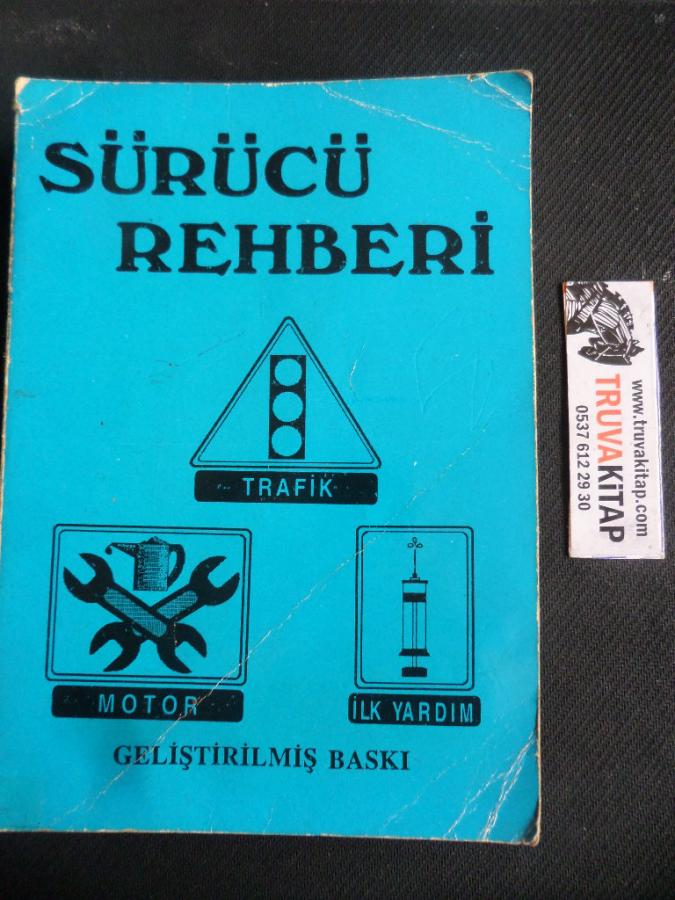 SÜRÜCÜ
REHBERİ
TRAFİK
MOTOR
İLK YARDIM
GELİŞTİRİLMİŞ BASKI
www.truvakitap.com
TRUVAKİTAP
0537 612 29 30